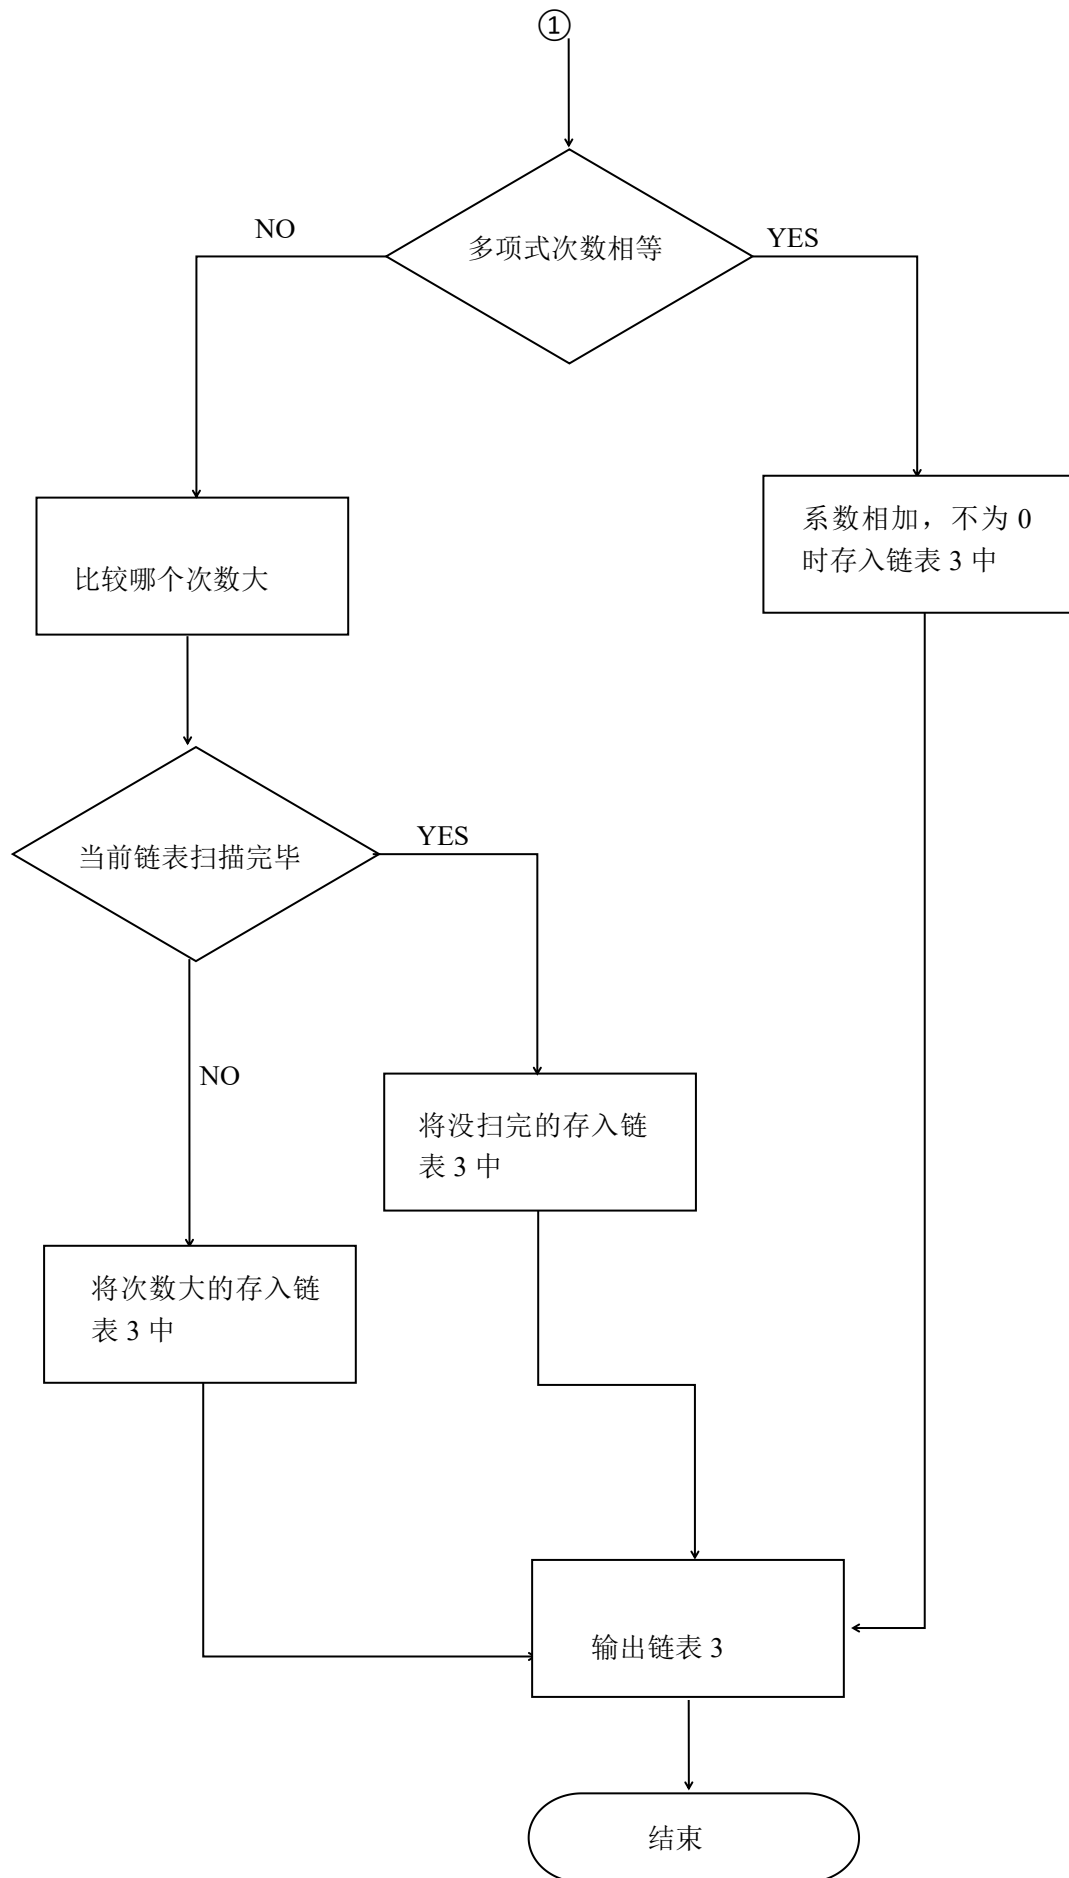 ①
NO
多项式次数相等
YES
系数相加，不为 0
时存入链表 3 中
比较哪个次数大
当前链表扫描完毕
YES
NO
将没扫完的存入链
表 3 中
将次数大的存入链
表 3 中
输出链表 3
结束